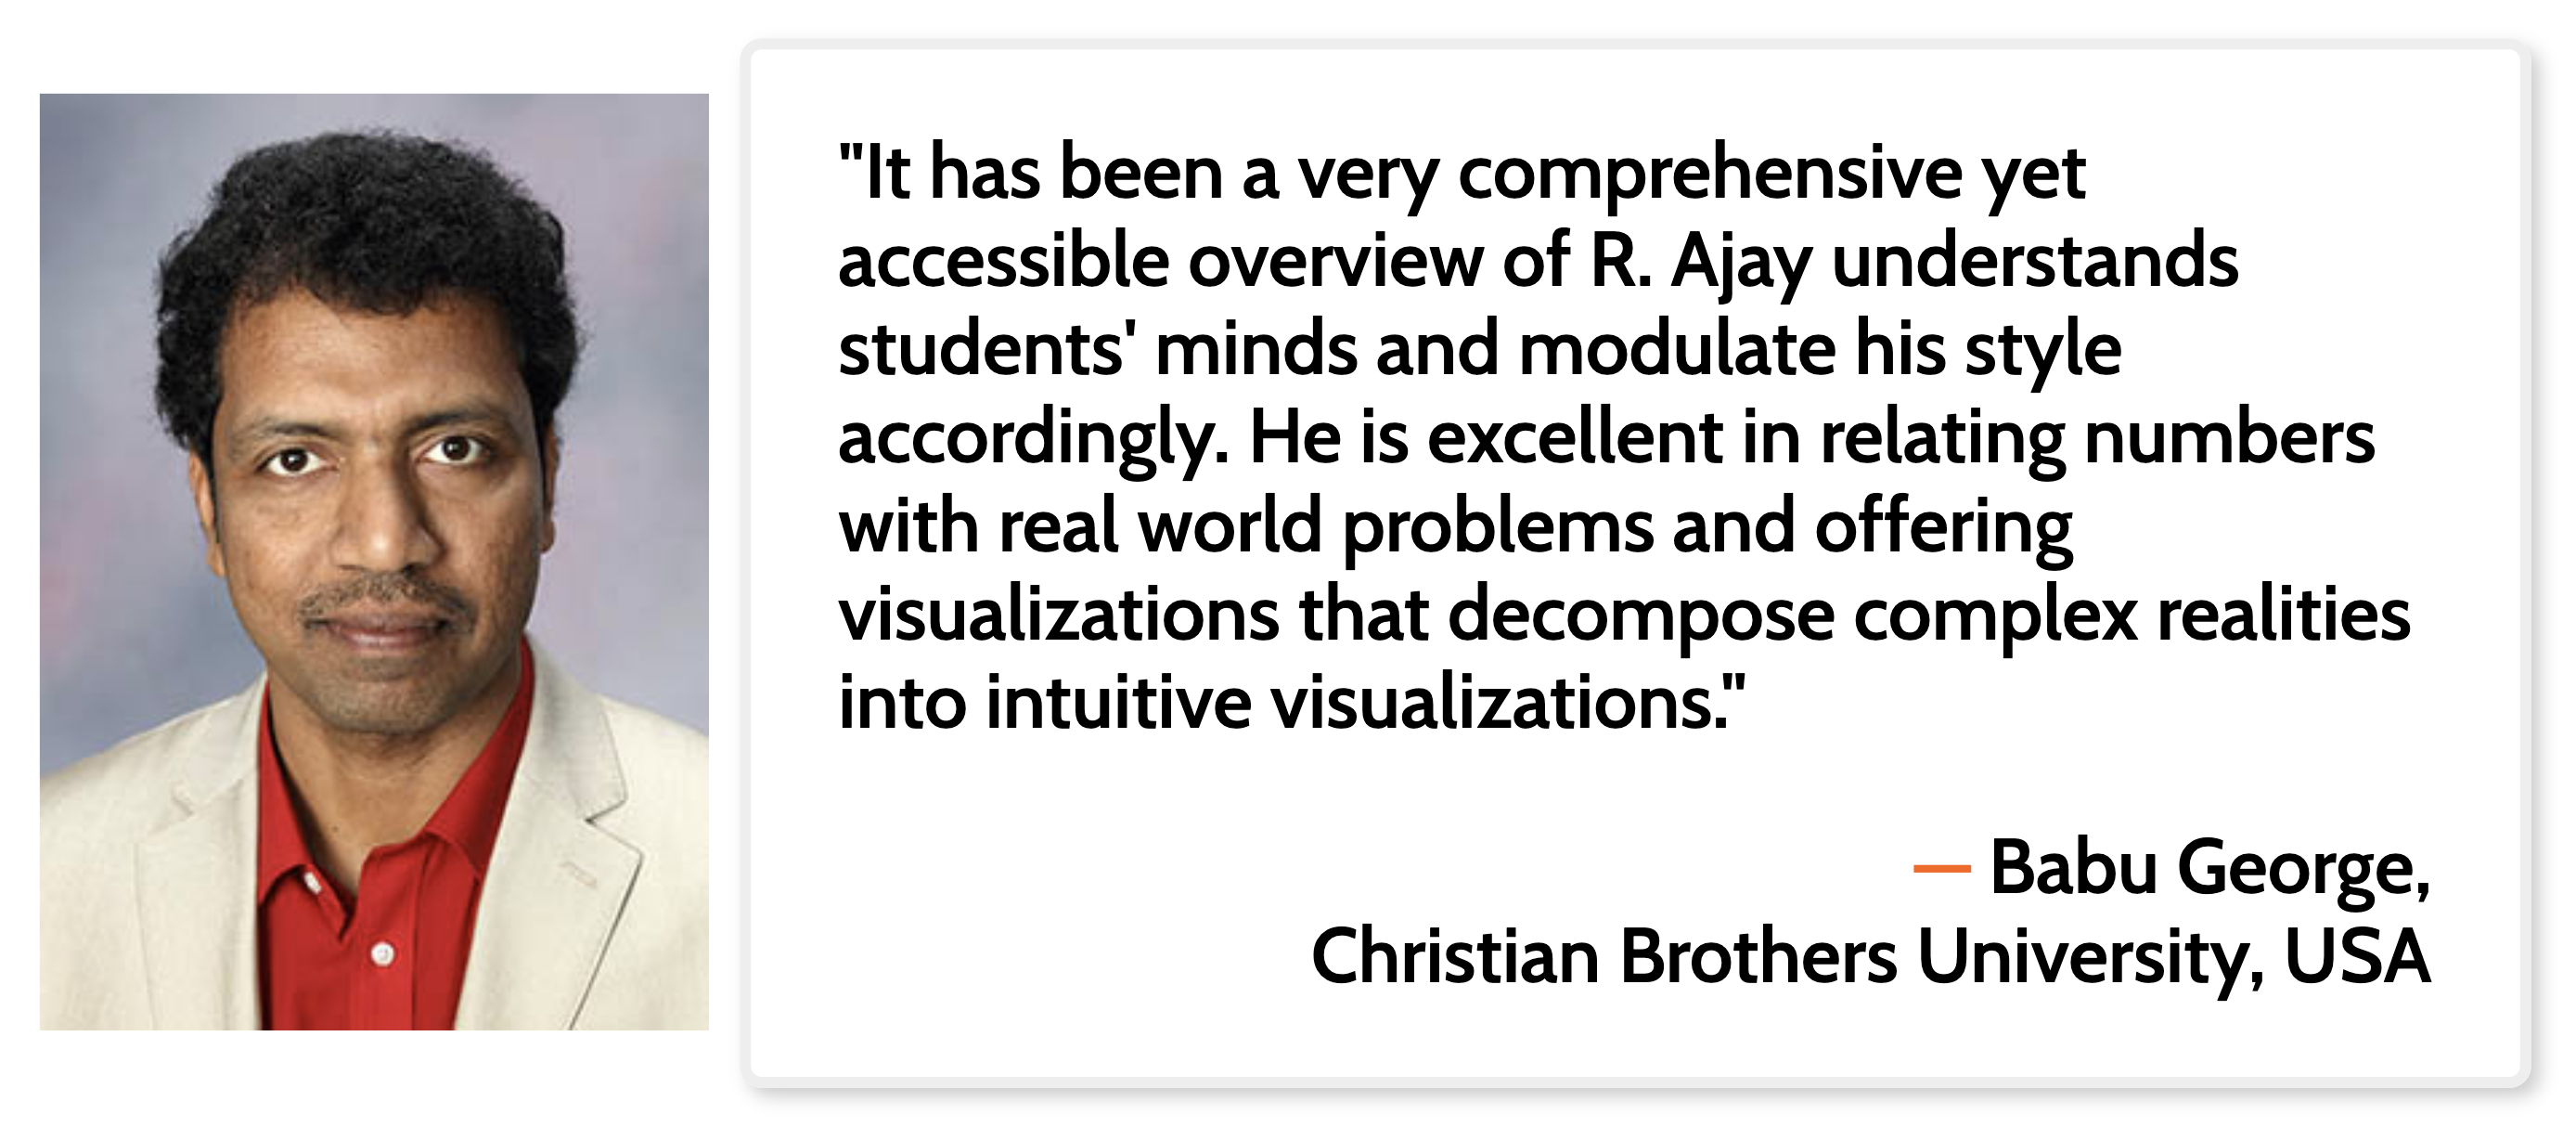 "It has been a very comprehensive yet
accessible overview of R. Ajay understands
students' minds and modulate his style
accordingly. He is excellent in relating numbers
with real world problems and offering
visualizations that decompose complex realities
into intuitive visualizations."
— Babu George,
Christian Brothers University, USA